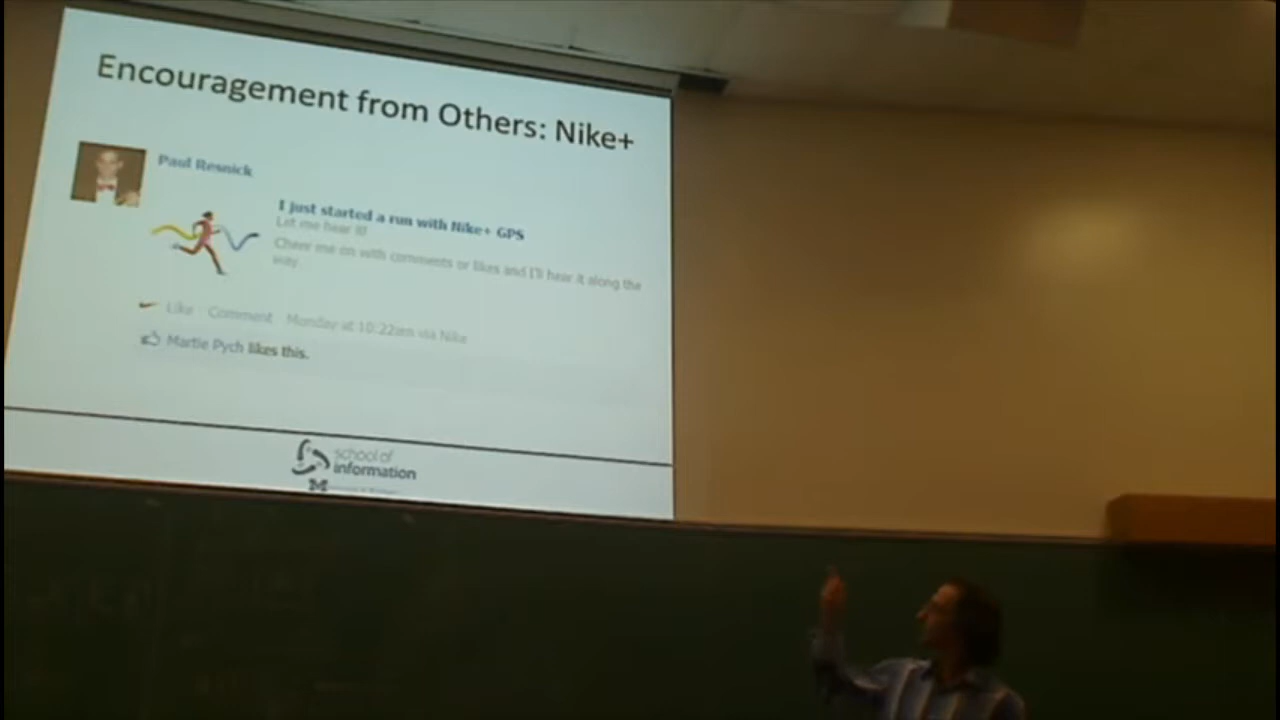 Encouragement from Others: Nike+
Paul Resnick
I just started a run with Nike+ GPS
Let me hear it!
Cheer me on with comments or likes and I'll hear it along the
way.
Like · Comment · Monday at 10:22am via Nike
Martie Pych likes this.
school of
information
M